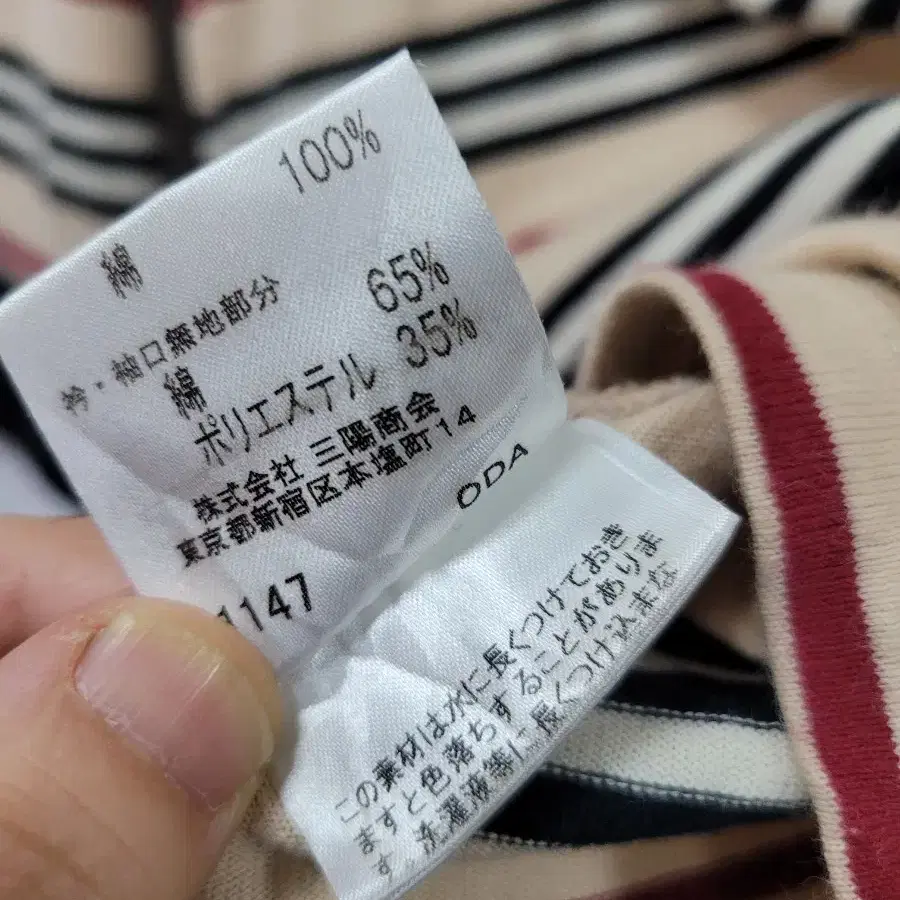 綿 100%
衿・袖口無地部分
綿 65%
ポリエステル 35%
株式会社 三陽商会
東京都新宿区本塩町14
ODA
1147
この素材は水に長くつけておき
ますと色落ちすることがありま
す。洗濯液等に長くつけ込まな